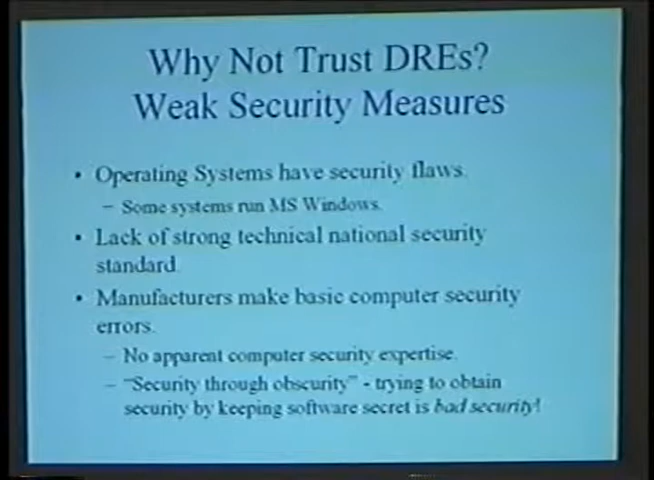 Why Not Trust DREs?
Weak Security Measures
• Operating Systems have security flaws.
– Some systems run MS Windows.
• Lack of strong technical national security
standard.
• Manufacturers make basic computer security
errors.
– No apparent computer security expertise.
– "Security through obscurity" - trying to obtain
security by keeping software secret is bad security!